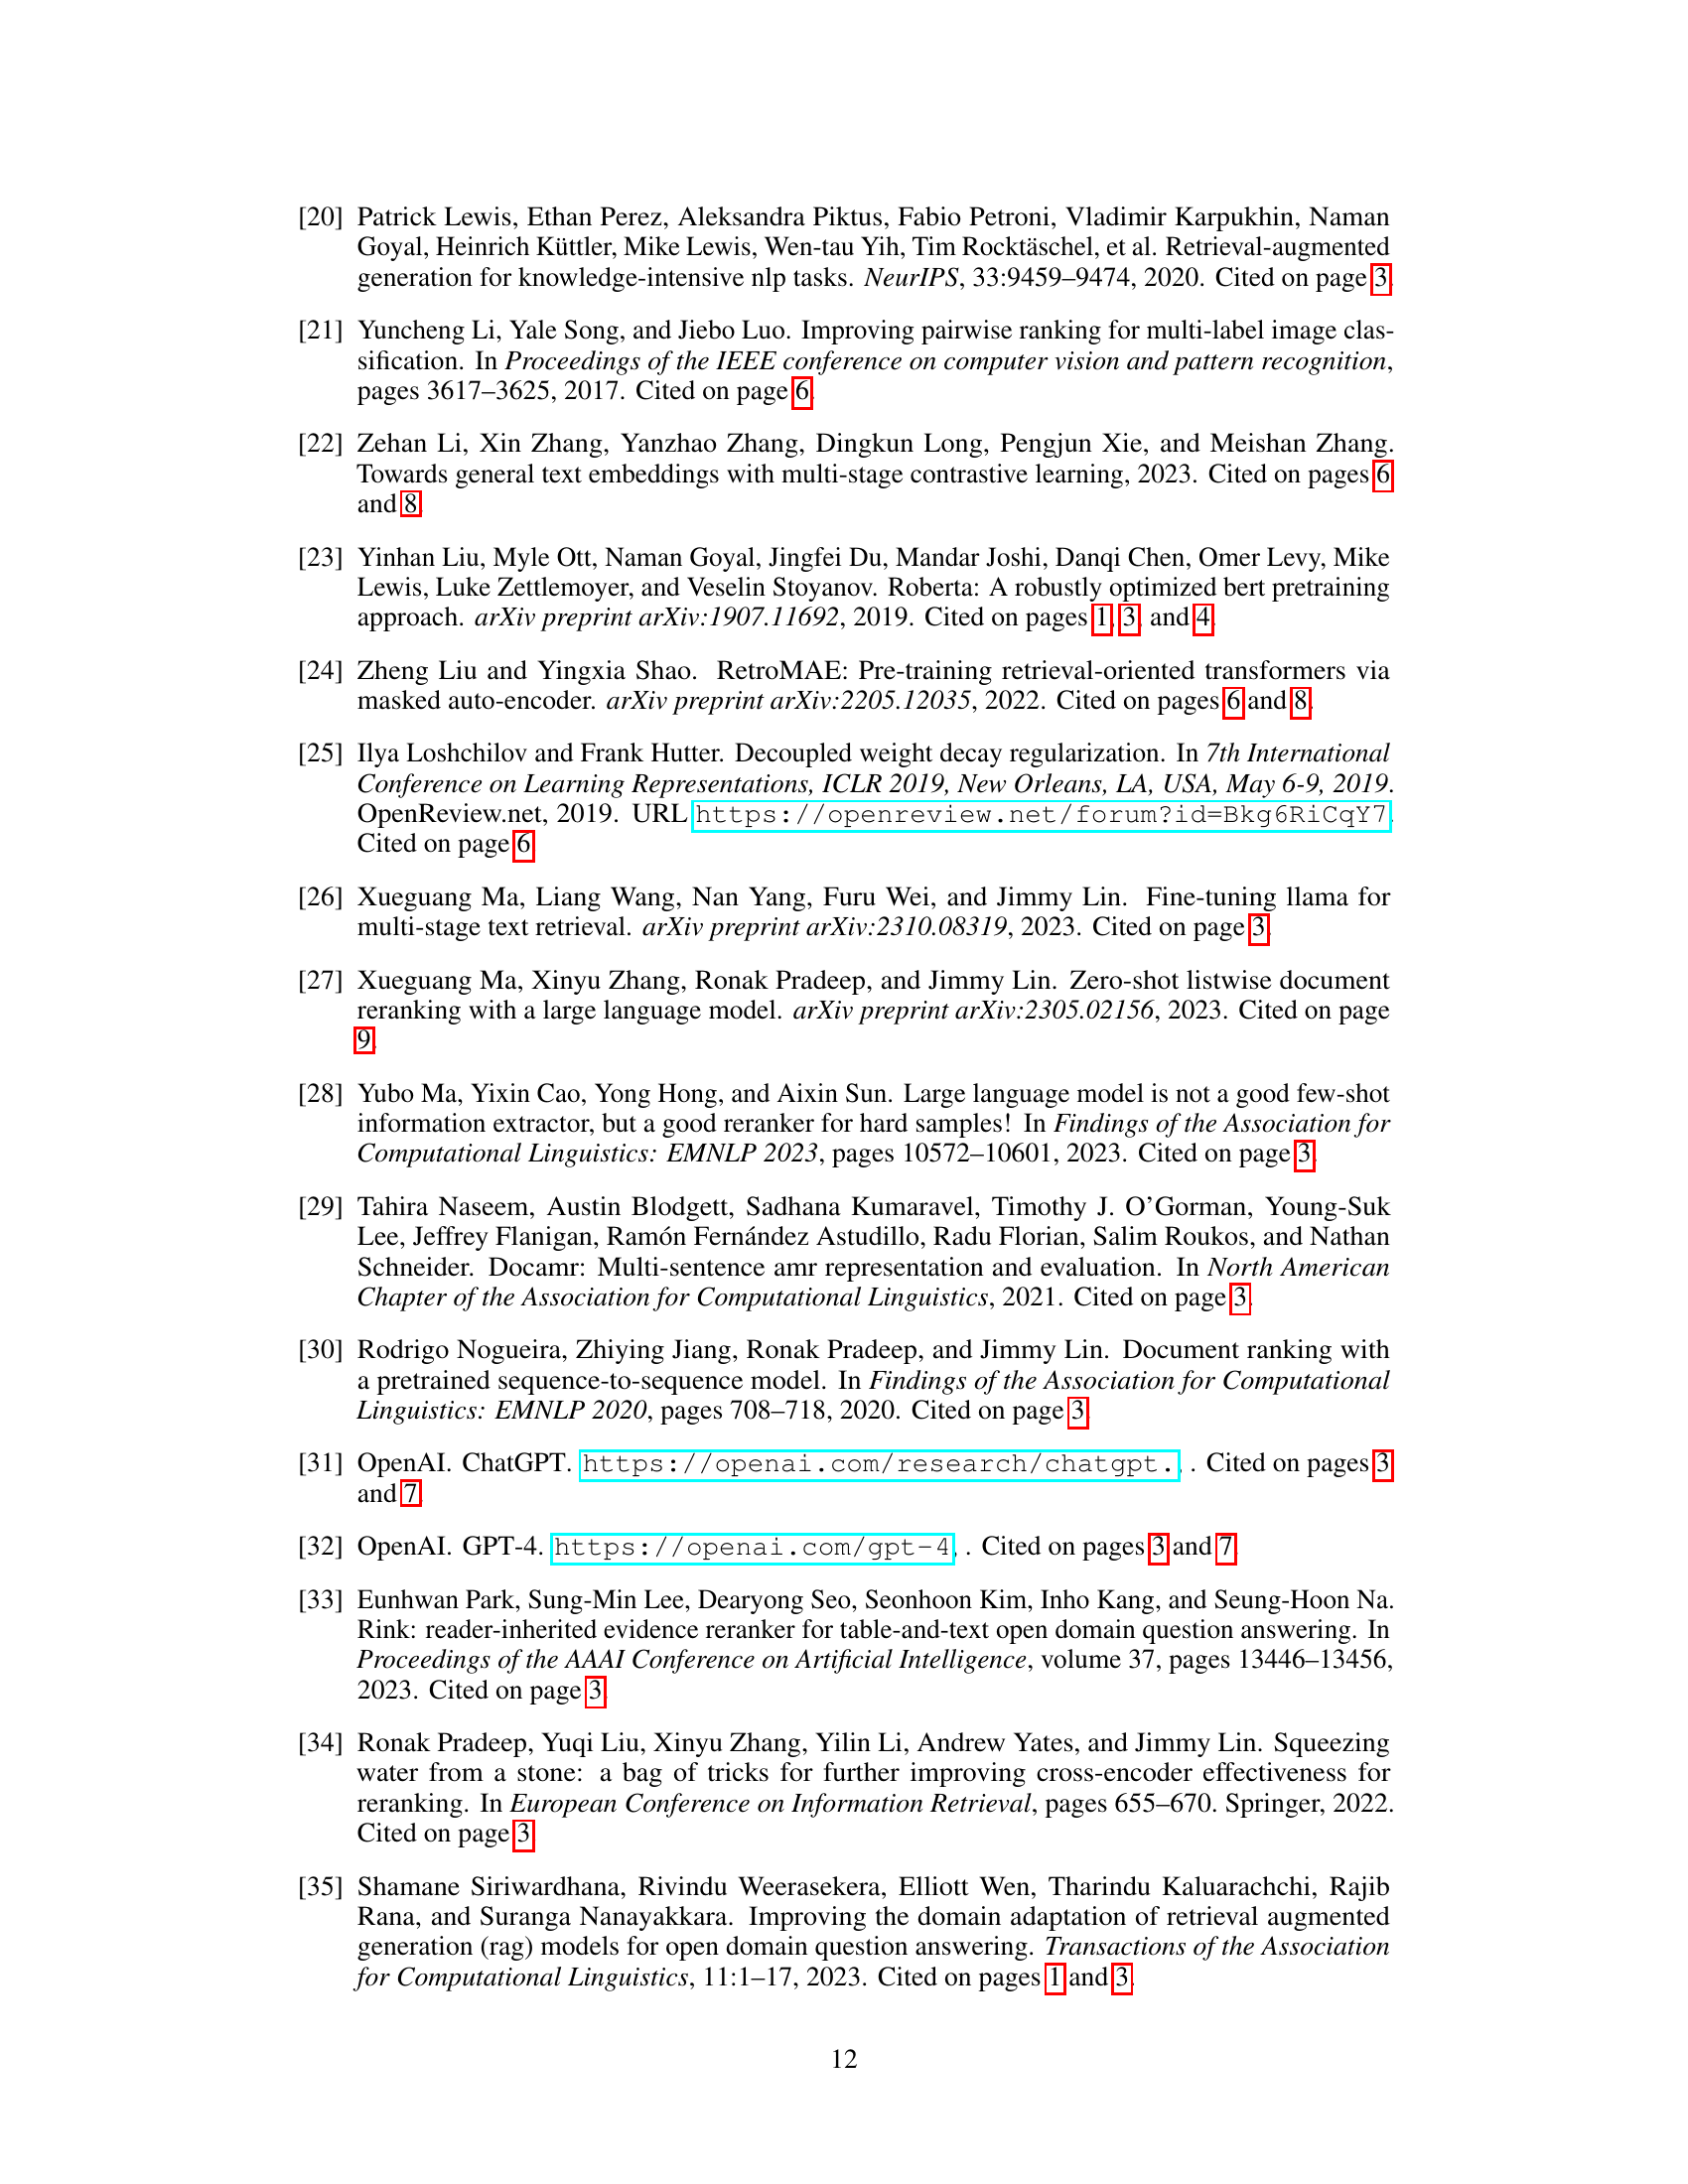 [20] Patrick Lewis, Ethan Perez, Aleksandra Piktus, Fabio Petroni, Vladimir Karpukhin, Naman
Goyal, Heinrich Küttler, Mike Lewis, Wen-tau Yih, Tim Rocktäschel, et al. Retrieval-augmented
generation for knowledge-intensive nlp tasks. NeurIPS, 33:9459–9474, 2020. Cited on page 3.
[21] Yuncheng Li, Yale Song, and Jiebo Luo. Improving pairwise ranking for multi-label image clas-
sification. In Proceedings of the IEEE conference on computer vision and pattern recognition,
pages 3617–3625, 2017. Cited on page 6.
[22] Zehan Li, Xin Zhang, Yanzhao Zhang, Dingkun Long, Pengjun Xie, and Meishan Zhang.
Towards general text embeddings with multi-stage contrastive learning, 2023. Cited on pages 6
and 8.
[23] Yinhan Liu, Myle Ott, Naman Goyal, Jingfei Du, Mandar Joshi, Danqi Chen, Omer Levy, Mike
Lewis, Luke Zettlemoyer, and Veselin Stoyanov. Roberta: A robustly optimized bert pretraining
approach. arXiv preprint arXiv:1907.11692, 2019. Cited on pages 1, 3, and 4.
[24] Zheng Liu and Yingxia Shao. RetroMAE: Pre-training retrieval-oriented transformers via
masked auto-encoder. arXiv preprint arXiv:2205.12035, 2022. Cited on pages 6 and 8.
[25] Ilya Loshchilov and Frank Hutter. Decoupled weight decay regularization. In 7th International
Conference on Learning Representations, ICLR 2019, New Orleans, LA, USA, May 6-9, 2019.
OpenReview.net, 2019. URL https://openreview.net/forum?id=Bkg6RiCqY7.
Cited on page 6.
[26] Xueguang Ma, Liang Wang, Nan Yang, Furu Wei, and Jimmy Lin. Fine-tuning llama for
multi-stage text retrieval. arXiv preprint arXiv:2310.08319, 2023. Cited on page 3.
[27] Xueguang Ma, Xinyu Zhang, Ronak Pradeep, and Jimmy Lin. Zero-shot listwise document
reranking with a large language model. arXiv preprint arXiv:2305.02156, 2023. Cited on page
9.
[28] Yubo Ma, Yixin Cao, Yong Hong, and Aixin Sun. Large language model is not a good few-shot
information extractor, but a good reranker for hard samples! In Findings of the Association for
Computational Linguistics: EMNLP 2023, pages 10572–10601, 2023. Cited on page 3.
[29] Tahira Naseem, Austin Blodgett, Sadhana Kumaravel, Timothy J. O’Gorman, Young-Suk
Lee, Jeffrey Flanigan, Ramón Fernández Astudillo, Radu Florian, Salim Roukos, and Nathan
Schneider. Docamr: Multi-sentence amr representation and evaluation. In North American
Chapter of the Association for Computational Linguistics, 2021. Cited on page 3.
[30] Rodrigo Nogueira, Zhiying Jiang, Ronak Pradeep, and Jimmy Lin. Document ranking with
a pretrained sequence-to-sequence model. In Findings of the Association for Computational
Linguistics: EMNLP 2020, pages 708–718, 2020. Cited on page 3.
[31] OpenAI. ChatGPT. https://openai.com/research/chatgpt., . Cited on pages 3
and 7.
[32] OpenAI. GPT-4. https://openai.com/gpt-4, . Cited on pages 3 and 7.
[33] Eunhwan Park, Sung-Min Lee, Dearyong Seo, Seonhoon Kim, Inho Kang, and Seung-Hoon Na.
Rink: reader-inherited evidence reranker for table-and-text open domain question answering. In
Proceedings of the AAAI Conference on Artificial Intelligence, volume 37, pages 13446–13456,
2023. Cited on page 3.
[34] Ronak Pradeep, Yuqi Liu, Xinyu Zhang, Yilin Li, Andrew Yates, and Jimmy Lin. Squeezing
water from a stone: a bag of tricks for further improving cross-encoder effectiveness for
reranking. In European Conference on Information Retrieval, pages 655–670. Springer, 2022.
Cited on page 3.
[35] Shamane Siriwardhana, Rivindu Weerasekera, Elliott Wen, Tharindu Kaluarachchi, Rajib
Rana, and Suranga Nanayakkara. Improving the domain adaptation of retrieval augmented
generation (rag) models for open domain question answering. Transactions of the Association
for Computational Linguistics, 11:1–17, 2023. Cited on pages 1 and 3.
12